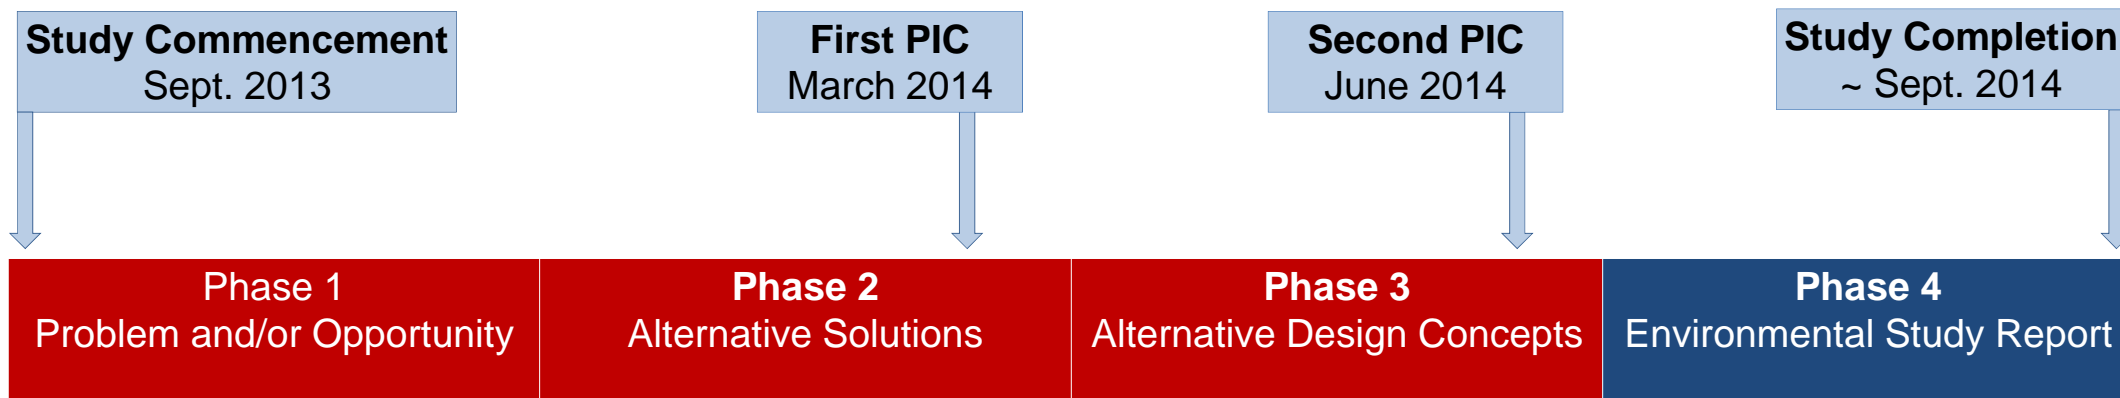 Study Commencement
Sept. 2013
First PIC
March 2014
Second PIC
June 2014
Study Completion
~ Sept. 2014
Phase 1
Problem and/or Opportunity
Phase 2
Alternative Solutions
Phase 3
Alternative Design Concepts
Phase 4
Environmental Study Report